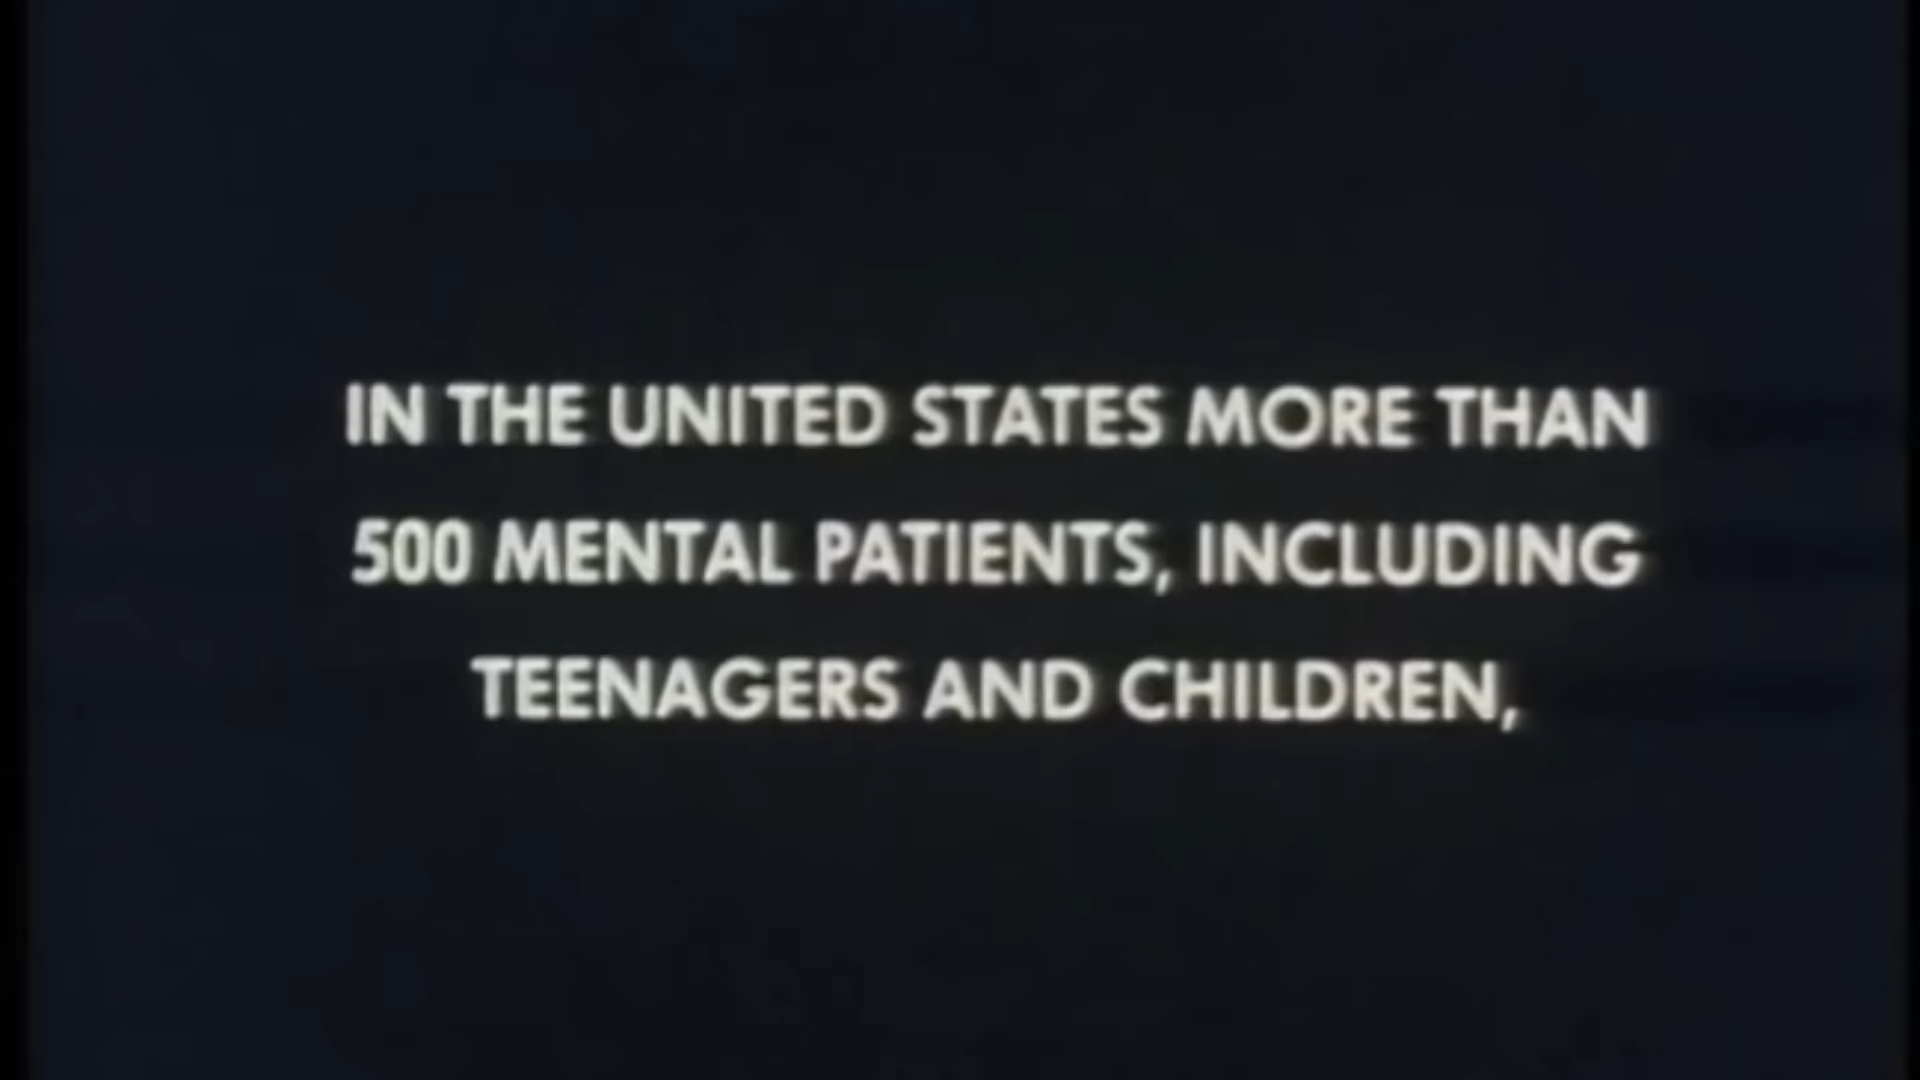 IN THE UNITED STATES MORE THAN
500 MENTAL PATIENTS, INCLUDING
TEENAGERS AND CHILDREN,